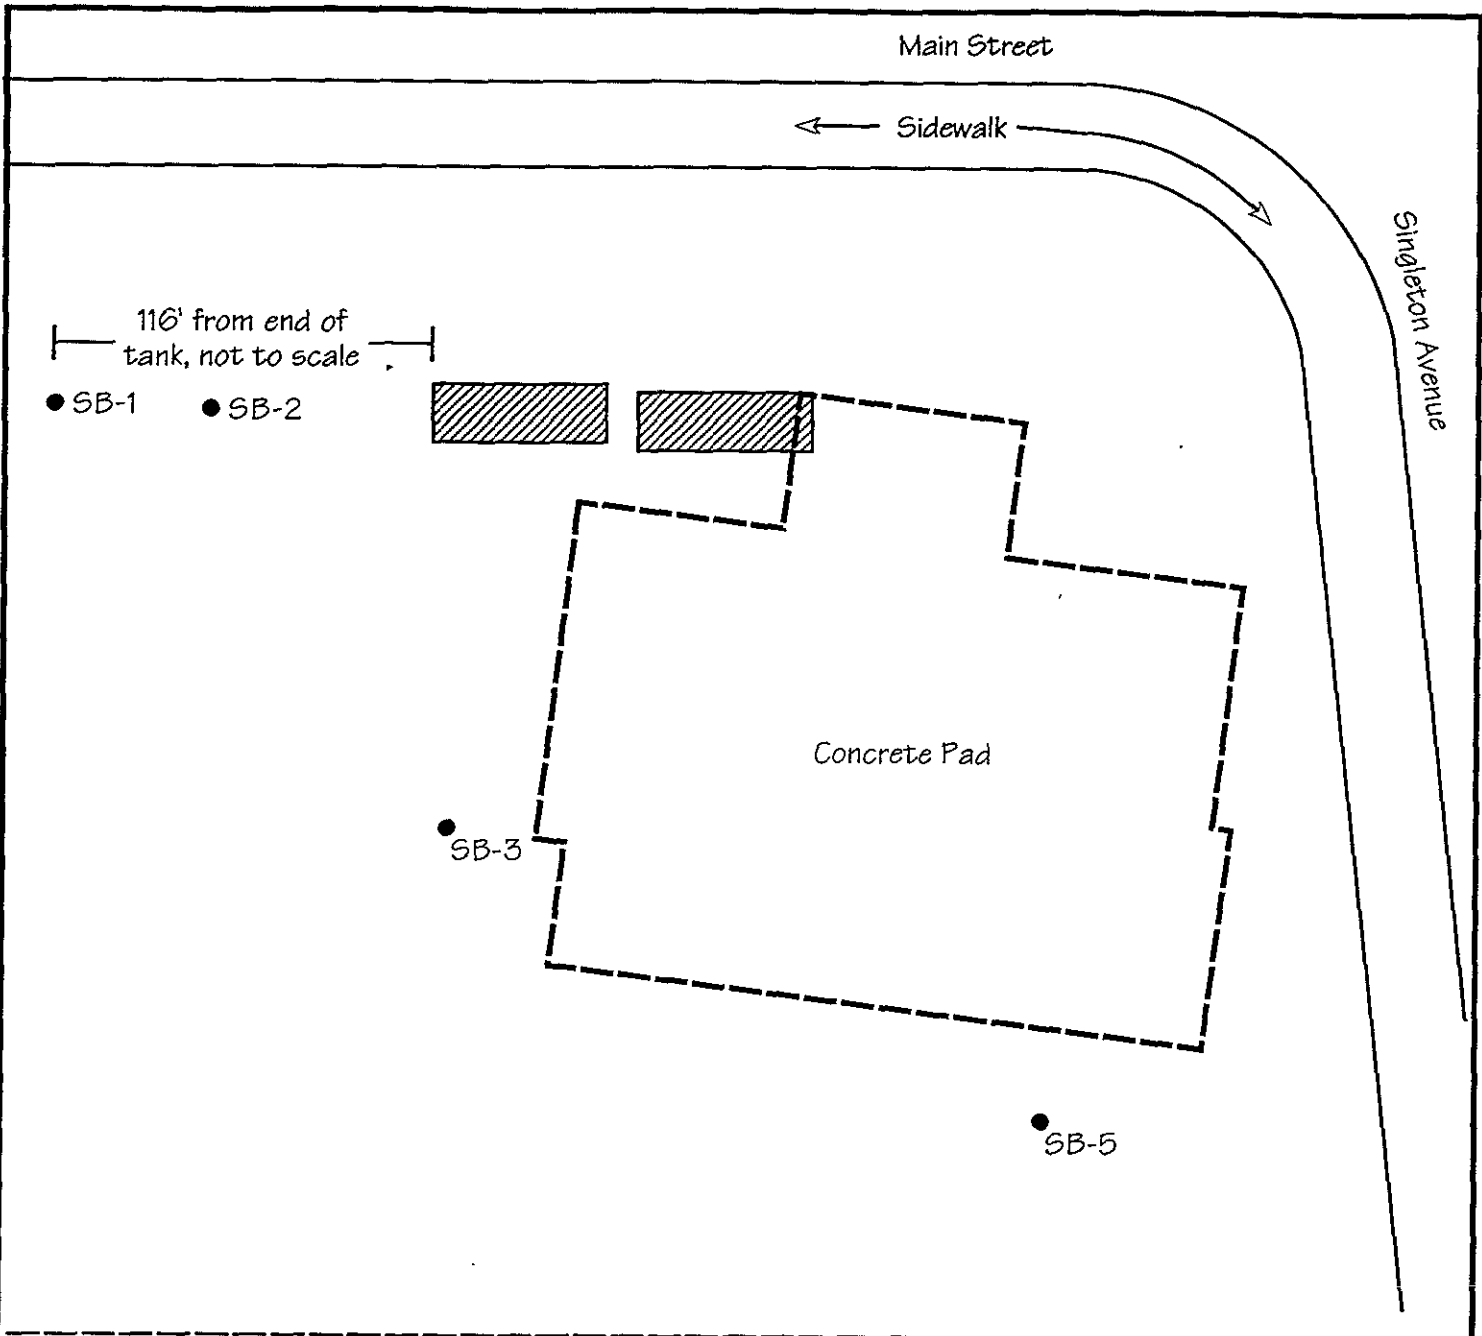 Main Street
Sidewalk
Singleton Avenue
116' from end of
tank, not to scale
SB-1
SB-2
Concrete Pad
SB-3
SB-5